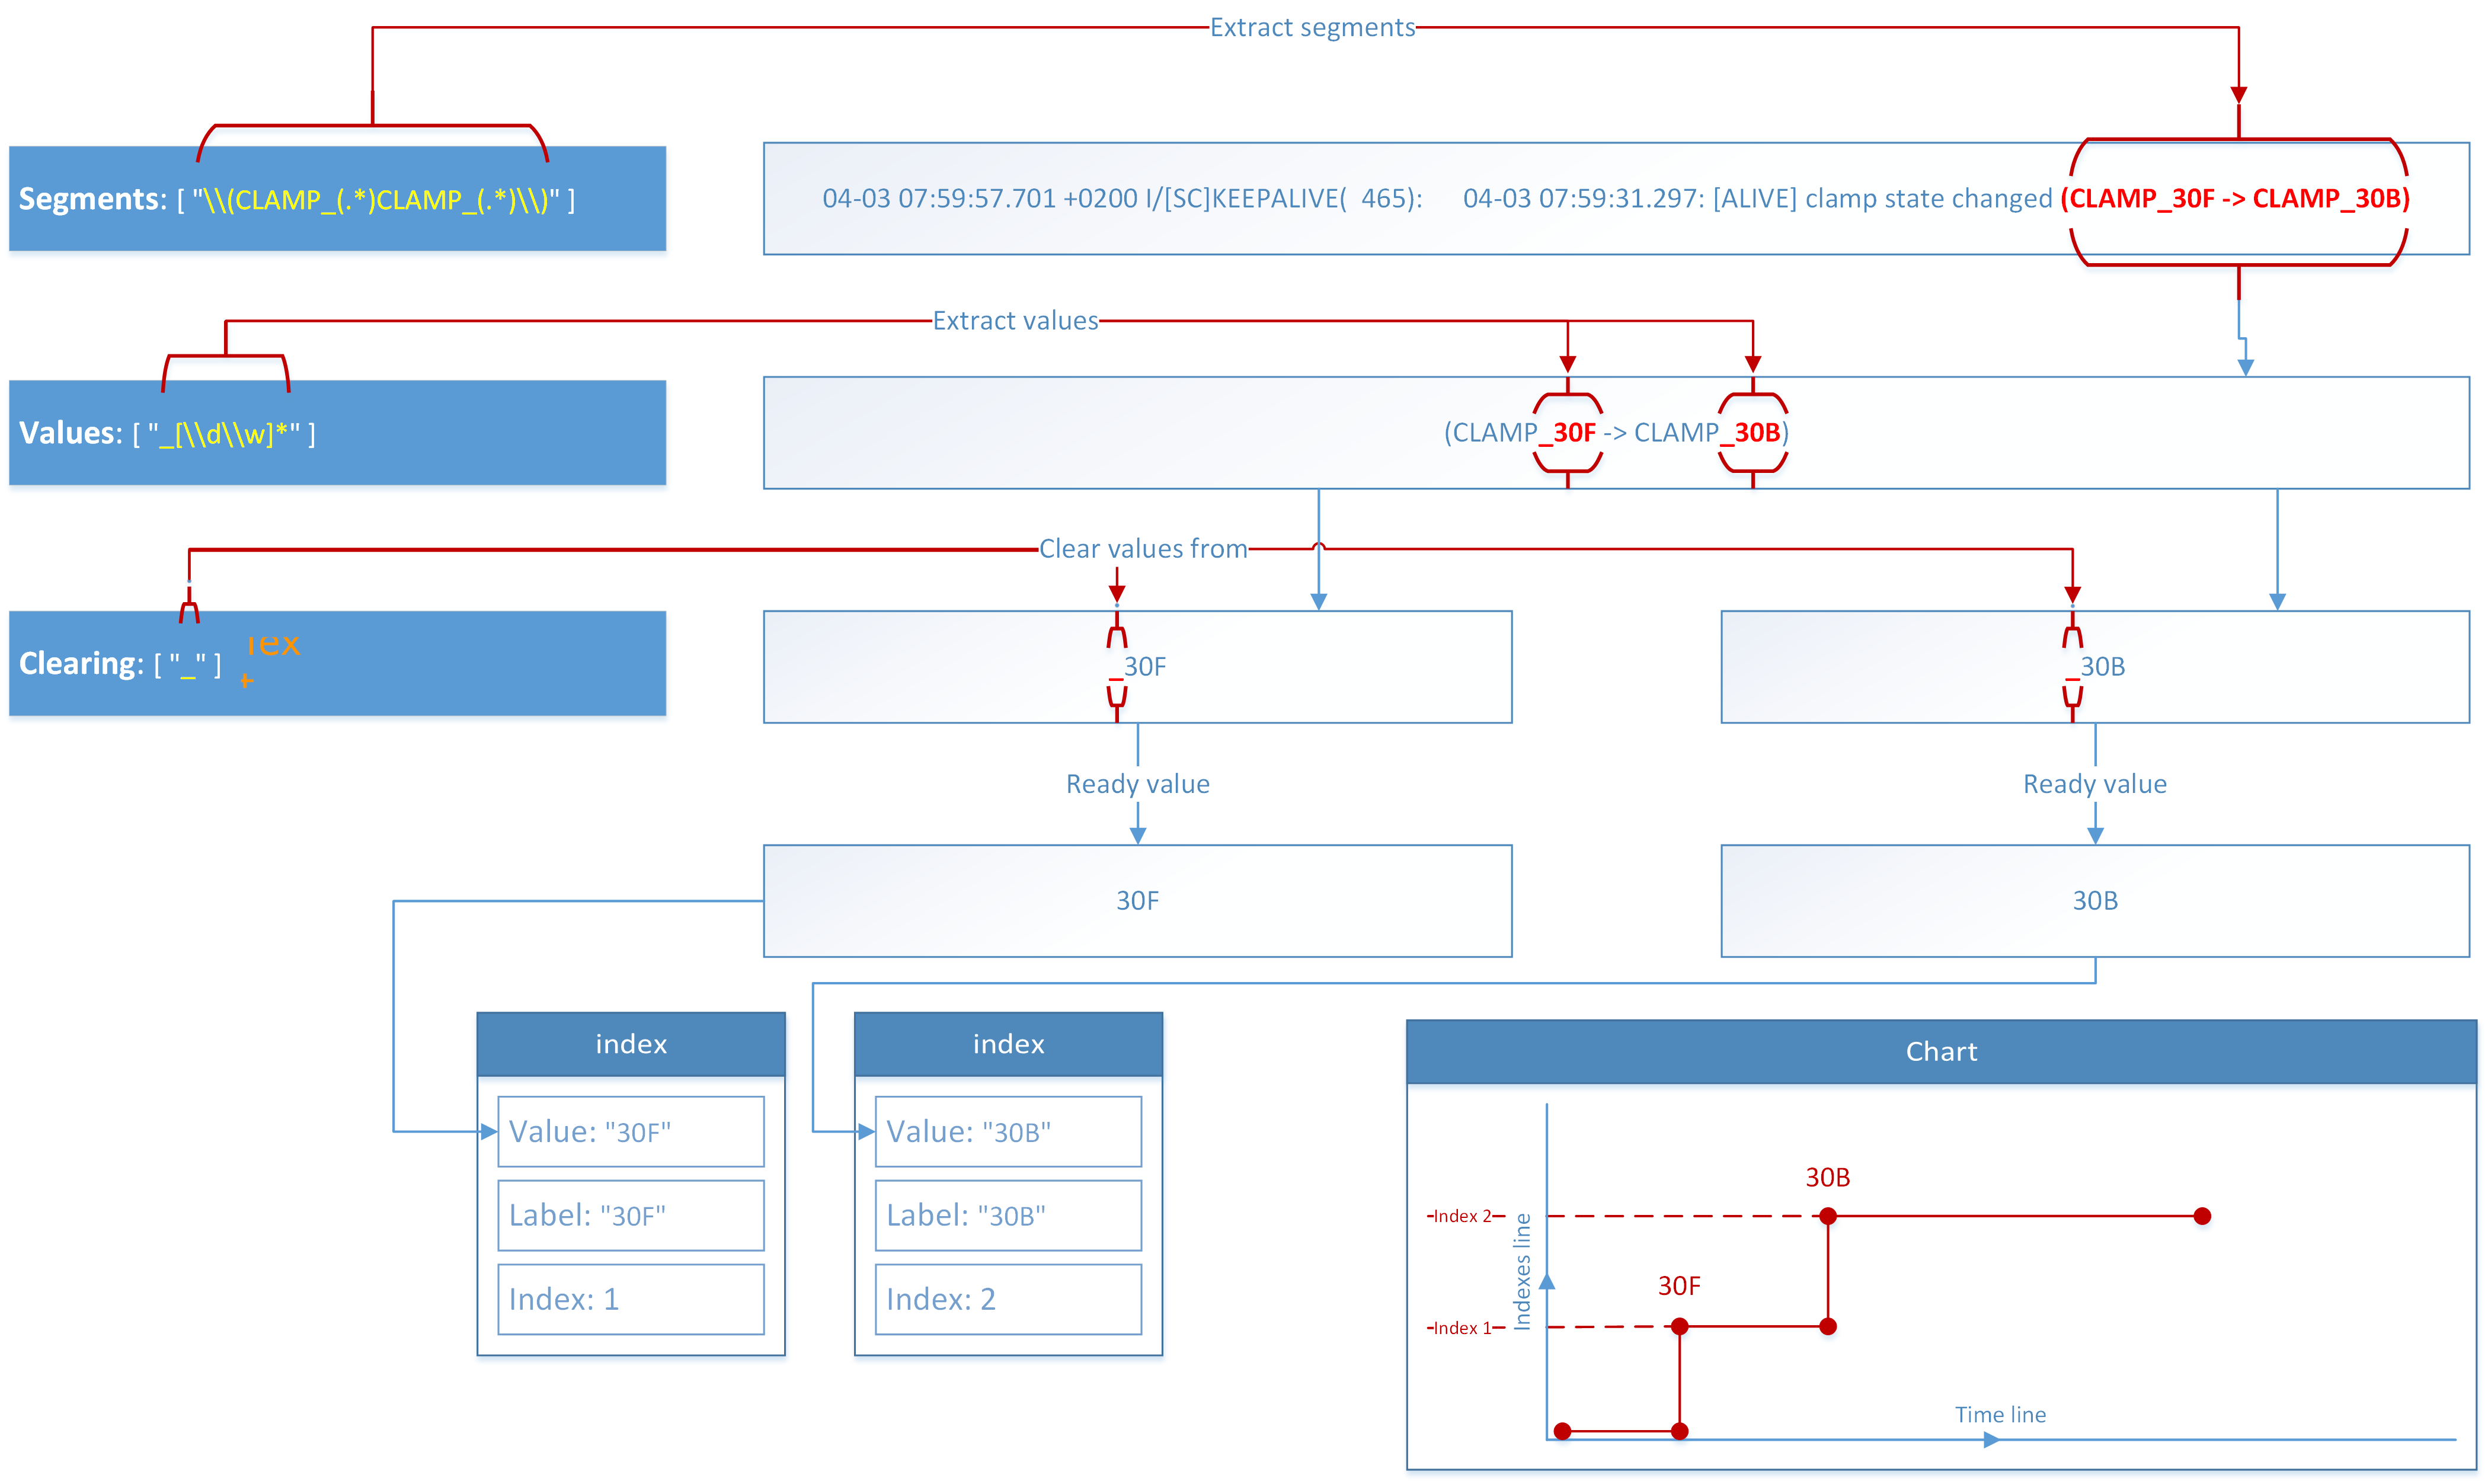 Extract segments
Segments: [ "\\(CLAMP_(.*)CLAMP_(.*)\\)" ]
04-03 07:59:57.701 +0200 I/[SC]KEEPALIVE(  465):      04-03 07:59:31.297: [ALIVE] clamp state changed (CLAMP_30F -> CLAMP_30B)
Extract values
Values: [ "_[\\d\\w]*" ]
(CLAMP_30F -> CLAMP_30B)
Clear values from
Clearing: [ "_" ]
_30F
_30B
Ready value
Ready value
30F
30B
index
Value: "30F"
Label: "30F"
Index: 1
index
Value: "30B"
Label: "30B"
Index: 2
Chart
30B
Index 2
Indexes line
30F
Index 1
Time line